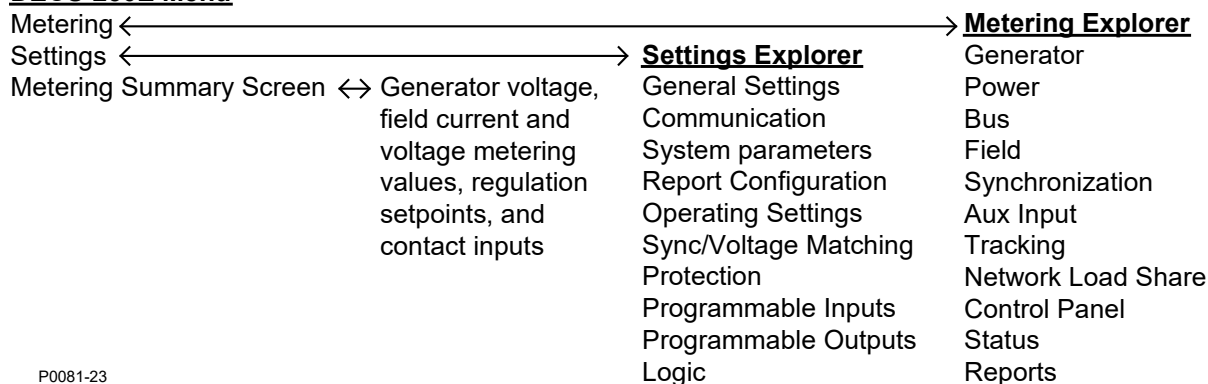 Metering
Metering Explorer
Settings
Settings Explorer
Generator
Metering Summary Screen
Generator voltage,
field current and
voltage metering
values, regulation
setpoints, and
contact inputs
General Settings
Communication
System parameters
Report Configuration
Operating Settings
Sync/Voltage Matching
Protection
Programmable Inputs
Programmable Outputs
Logic
Power
Bus
Field
Synchronization
Aux Input
Tracking
Network Load Share
Control Panel
Status
Reports
P0081-23